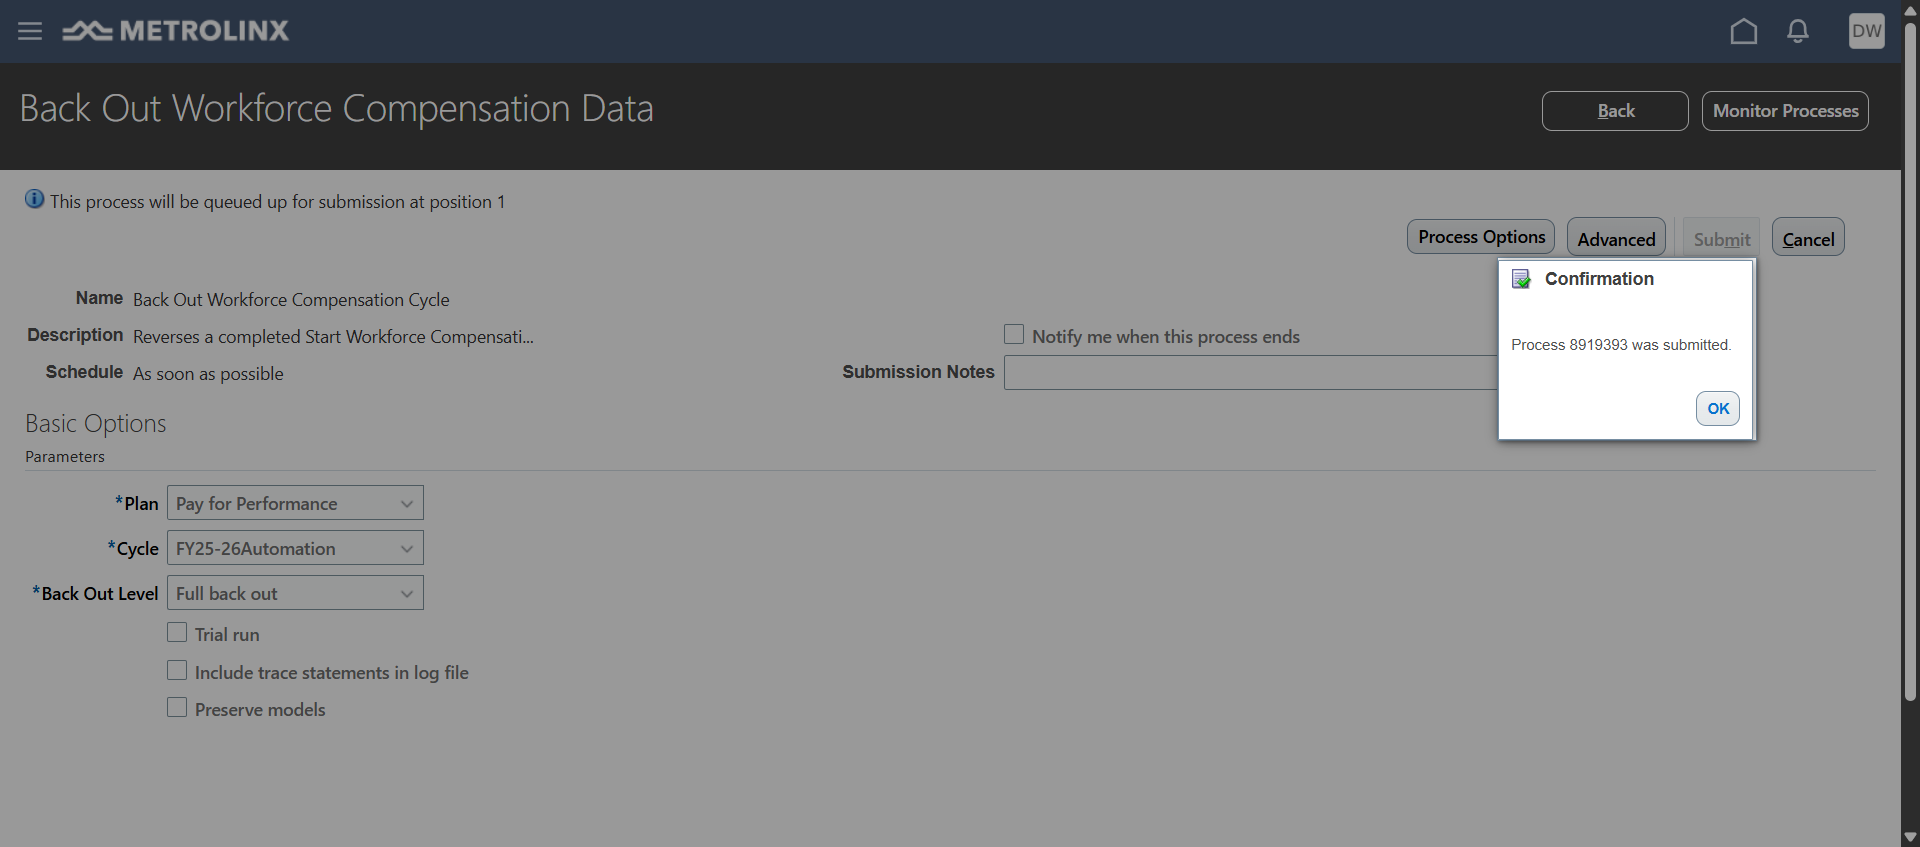 METROLINX
DW
Back Out Workforce Compensation Data
Back
Monitor Processes
This process will be queued up for submission at position 1
Process Options
Advanced
Submit
Cancel
Confirmation
Process 8919393 was submitted.
OK
Name Back Out Workforce Compensation Cycle
Description Reverses a completed Start Workforce Compensati...
Notify me when this process ends
Schedule As soon as possible
Submission Notes
Basic Options
Parameters
*Plan Pay for Performance
*Cycle FY25-26Automation
*Back Out Level Full back out
Trial run
Include trace statements in log file
Preserve models